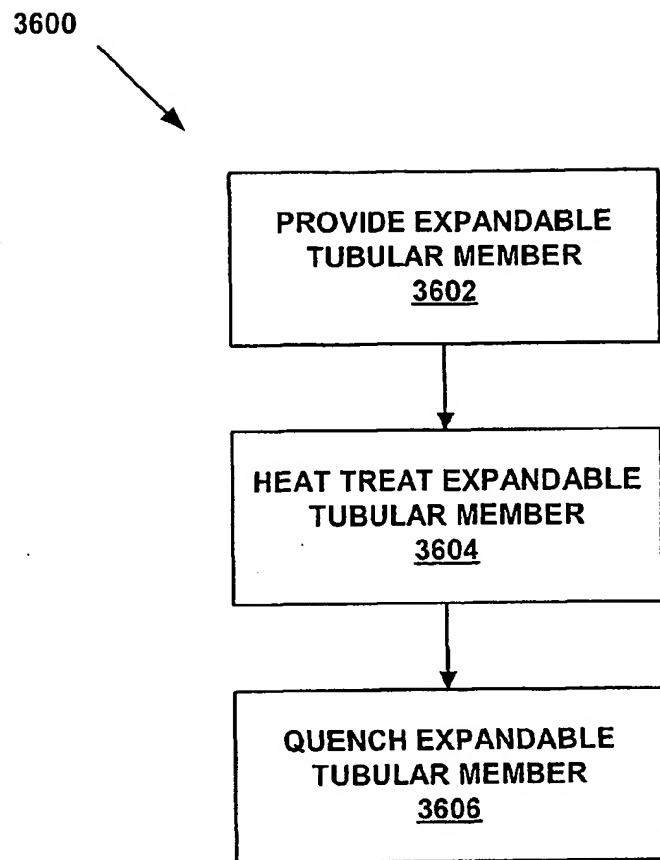 3600
PROVIDE EXPANDABLE
TUBULAR MEMBER
3602
HEAT TREAT EXPANDABLE
TUBULAR MEMBER
3604
QUENCH EXPANDABLE
TUBULAR MEMBER
3606